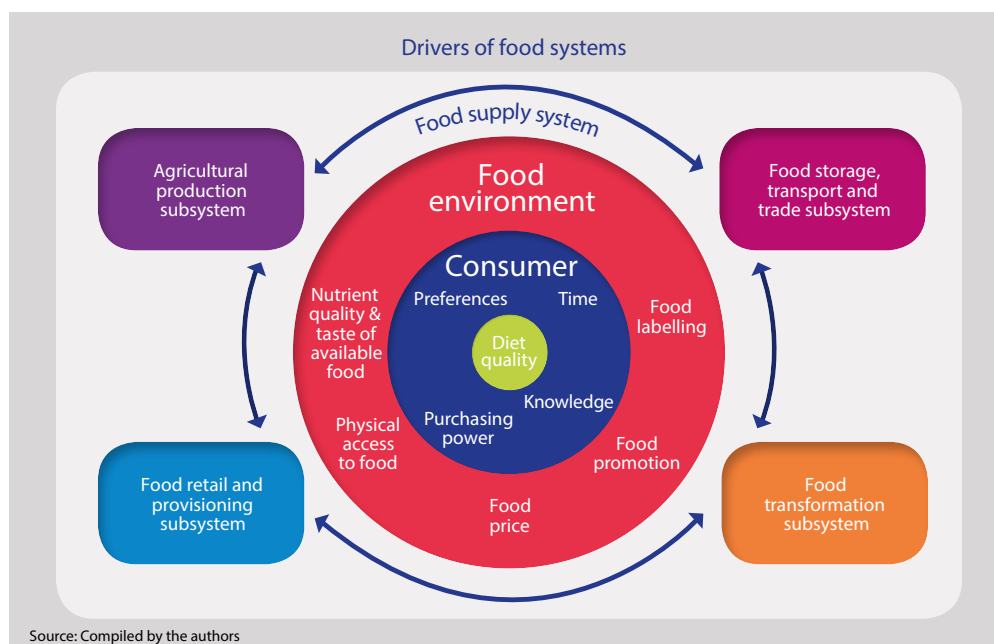 Drivers of food systems
Food supply system
Agricultural
production
subsystem
Food storage,
transport and
trade subsystem
Food
environment
Consumer
Preferences
Time
Nutrient
quality &
taste of
available
food
Food
labelling
Diet
quality
Knowledge
Purchasing
power
Physical
access
to food
Food
promotion
Food
price
Food retail and
provisioning
subsystem
Food
transformation
subsystem
Source: Compiled by the authors